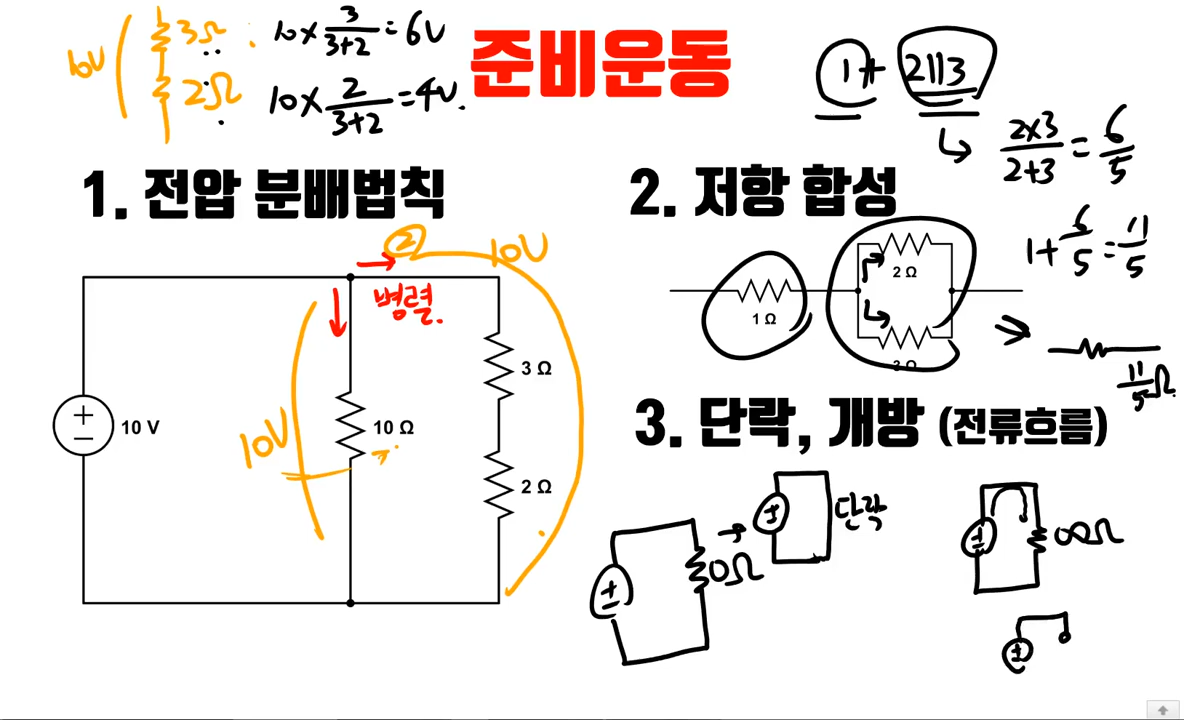 준비운동
10V
3Ω : 10 × 3/(3+2) = 6V
2Ω 10 × 2/(3+2) = 4V.
1 + 2||3
↳ 2×3/2+3 = 6/5
1 + 6/5 = 11/5
1. 전압 분배법칙
②
10V
병렬.
10 V
10V
10 Ω
3 Ω
2 Ω
2. 저항 합성
2 Ω
1 Ω
3 Ω
11/5 Ω
3. 단락, 개방 (전류흐름)
0Ω
→
단락
∞Ω